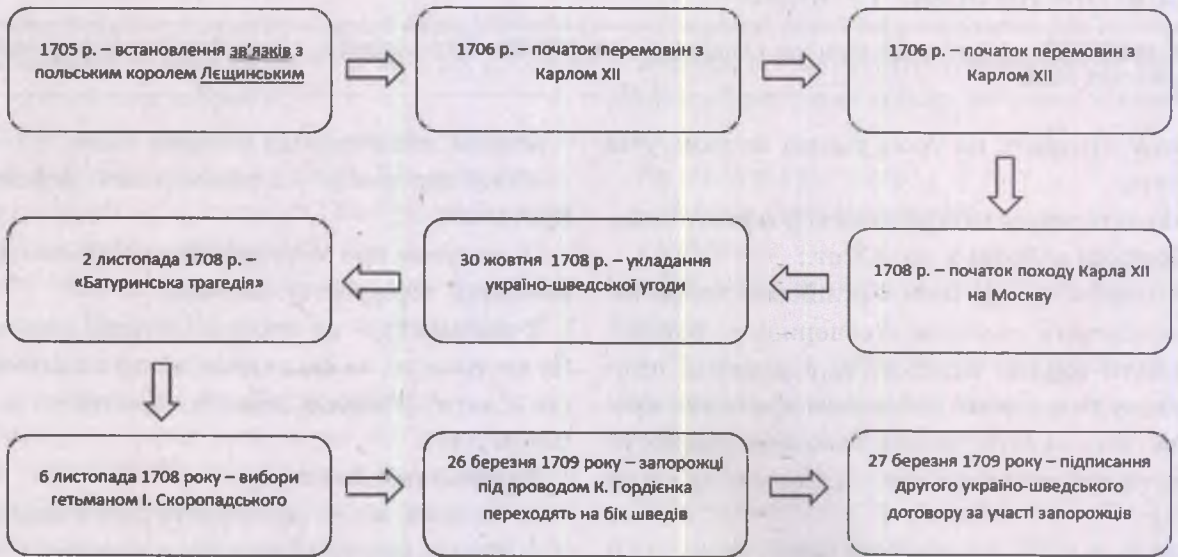 1705 р. – встановлення зв'язків з
польським королем Лєщинським
1706 р. – початок перемовин з
Карлом XII
1706 р. – початок перемовин з
Карлом XII
1708 р. – початок походу Карла XII
на Москву
30 жовтня 1708 р. – укладання
україно-шведської угоди
2 листопада 1708 р. –
«Батуринська трагедія»
6 листопада 1708 року – вибори
гетьманом І. Скоропадського
26 березня 1709 року – запорожці
під проводом К. Гордієнка
переходять на бік шведів
27 березня 1709 року – підписання
другого україно-шведського
договору за участі запорожців